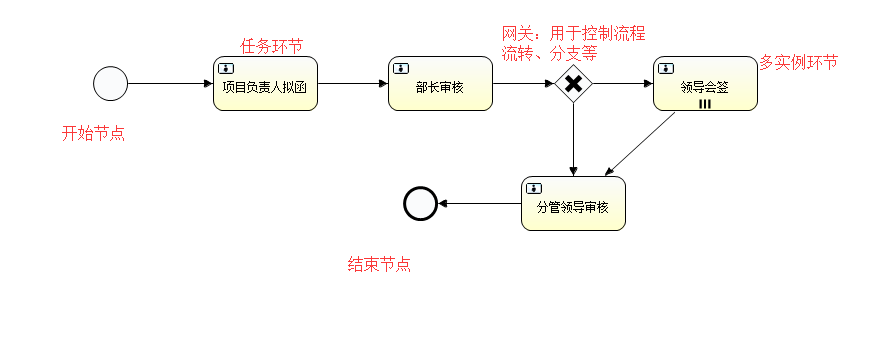 网关：用于控制流程
流转、分支等
任务环节
多实例环节
项目负责人拟函
部长审核
领导会签
开始节点
分管领导审核
结束节点